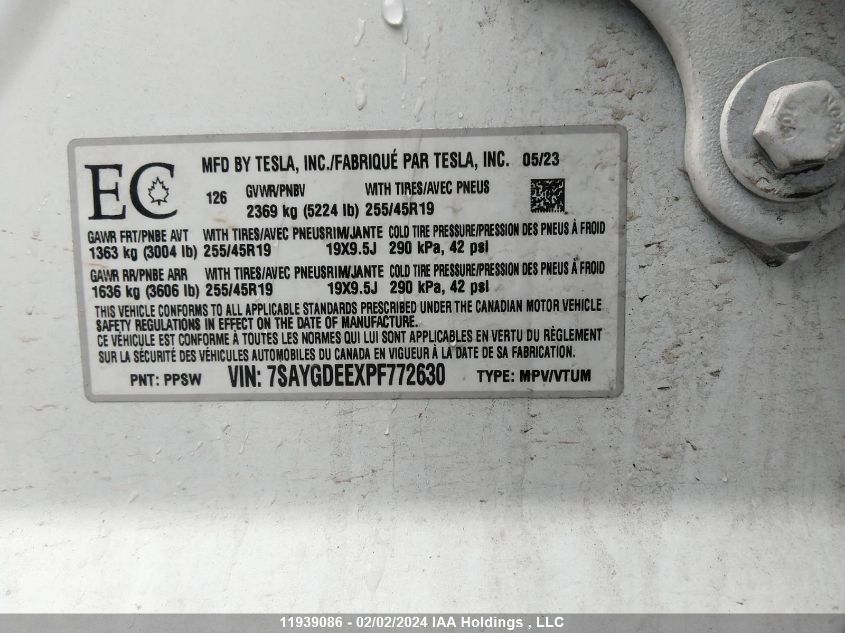 EC
MFD BY TESLA, INC./FABRIQUÉ PAR TESLA, INC. 05/23
126 GVWR/PNBV WITH TIRES/AVEC PNEUS
2369 kg (5224 lb) 255/45R19
GAWR FRT/PNBE AVT WITH TIRES/AVEC PNEUS RIM/JANTE COLD TIRE PRESSURE/PRESSION DES PNEUS À FROID
1363 kg (3004 lb) 255/45R19 19X9.5J 290 kPa, 42 psi
GAWR RR/PNBE ARR WITH TIRES/AVEC PNEUS RIM/JANTE COLD TIRE PRESSURE/PRESSION DES PNEUS À FROID
1636 kg (3606 lb) 255/45R19 19X9.5J 290 kPa, 42 psi
THIS VEHICLE CONFORMS TO ALL APPLICABLE STANDARDS PRESCRIBED UNDER THE CANADIAN MOTOR VEHICLE
SAFETY REGULATIONS IN EFFECT ON THE DATE OF MANUFACTURE.
CE VÉHICULE EST CONFORME À TOUTES LES NORMES QUI LUI SONT APPLICABLES EN VERTU DU RÈGLEMENT
SUR LA SÉCURITÉ DES VÉHICULES AUTOMOBILES DU CANADA EN VIGUEUR À LA DATE DE SA FABRICATION.
PNT: PPSW VIN: 7SAYGDEEXPF772630 TYPE: MPV/VTUM
11939086 - 02/02/2024 IAA Holdings , LLC